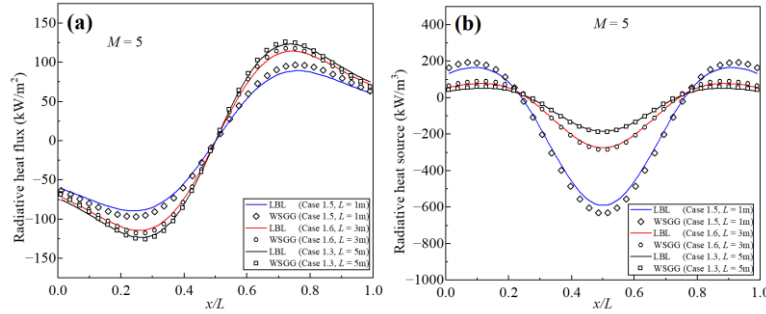 (a)
M = 5
Radiative heat flux (kW/m²)
150
100
50
0
−50
−100
−150
LBL (Case 1.5, L = 1m)
WSGG (Case 1.5, L = 1m)
LBL (Case 1.6, L = 3m)
WSGG (Case 1.6, L = 3m)
LBL (Case 1.3, L = 5m)
WSGG (Case 1.3, L = 5m)
0.0 0.2 0.4 0.6 0.8 1.0
x/L
(b)
M = 5
Radiative heat source (kW/m³)
400
200
0
−200
−400
−600
−800
−1000
LBL (Case 1.5, L = 1m)
WSGG (Case 1.5, L = 1m)
LBL (Case 1.6, L = 3m)
WSGG (Case 1.6, L = 3m)
LBL (Case 1.3, L = 5m)
WSGG (Case 1.3, L = 5m)
0.0 0.2 0.4 0.6 0.8 1.0
x/L